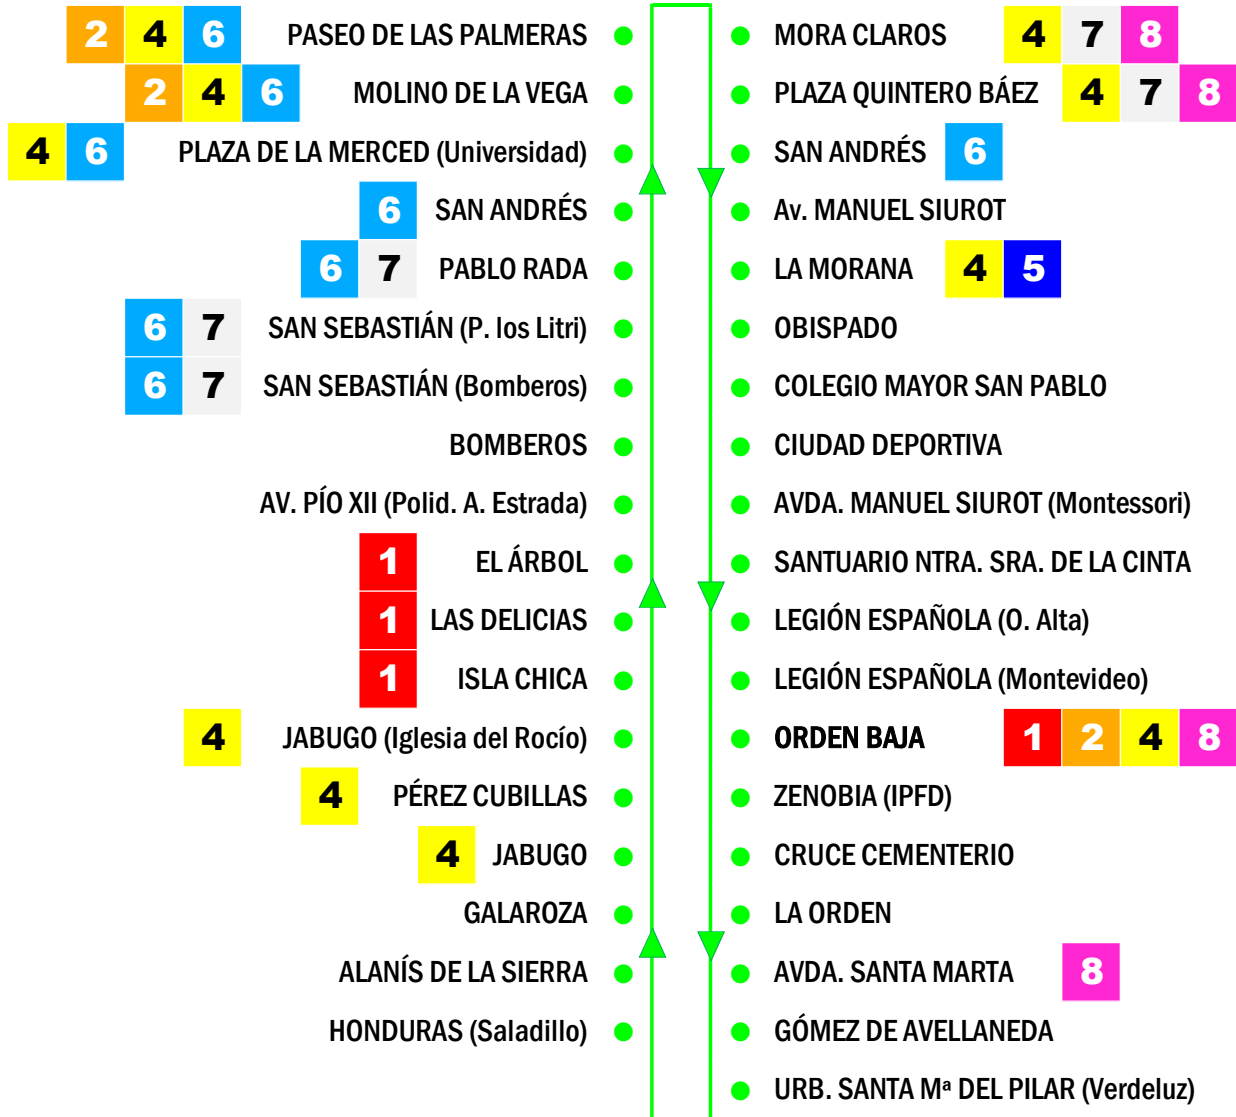 2 4 6 PASEO DE LAS PALMERAS
2 4 6 MOLINO DE LA VEGA
4 6 PLAZA DE LA MERCED (Universidad)
6 SAN ANDRÉS
6 7 PABLO RADA
6 7 SAN SEBASTIÁN (P. los Litri)
6 7 SAN SEBASTIÁN (Bomberos)
BOMBEROS
AV. PÍO XII (Polid. A. Estrada)
1 EL ÁRBOL
1 LAS DELICIAS
1 ISLA CHICA
4 JABUGO (Iglesia del Rocío)
4 PÉREZ CUBILLAS
4 JABUGO
GALAROZA
ALANÍS DE LA SIERRA
HONDURAS (Saladillo)
MORA CLAROS 4 7 8
PLAZA QUINTERO BÁEZ 4 7 8
SAN ANDRÉS 6
Av. MANUEL SIUROT
LA MORANA 4 5
OBISPADO
COLEGIO MAYOR SAN PABLO
CIUDAD DEPORTIVA
AVDA. MANUEL SIUROT (Montessori)
SANTUARIO NTRA. SRA. DE LA CINTA
LEGIÓN ESPAÑOLA (O. Alta)
LEGIÓN ESPAÑOLA (Montevideo)
ORDEN BAJA 1 2 4 8
ZENOBIA (IPFD)
CRUCE CEMENTERIO
LA ORDEN
AVDA. SANTA MARTA 8
GÓMEZ DE AVELLANEDA
URB. SANTA Mª DEL PILAR (Verdeluz)